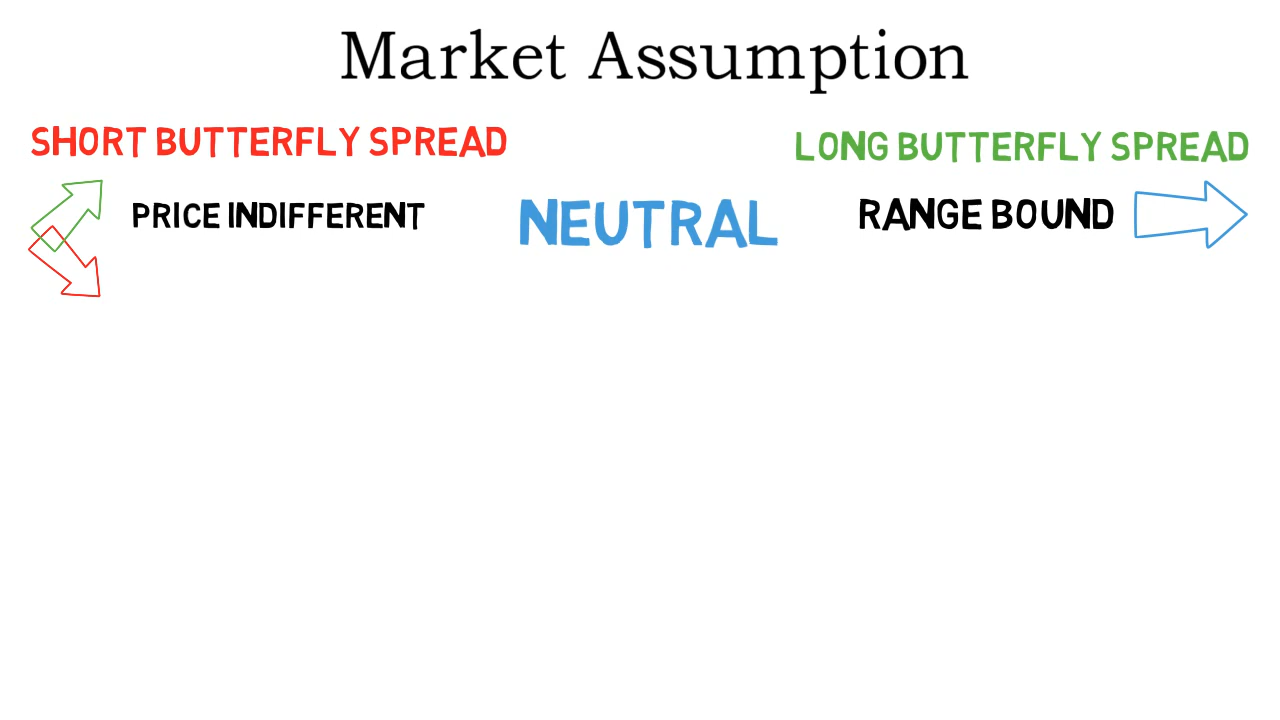 Market Assumption
SHORT BUTTERFLY SPREAD
LONG BUTTERFLY SPREAD
PRICE INDIFFERENT
NEUTRAL
RANGE BOUND